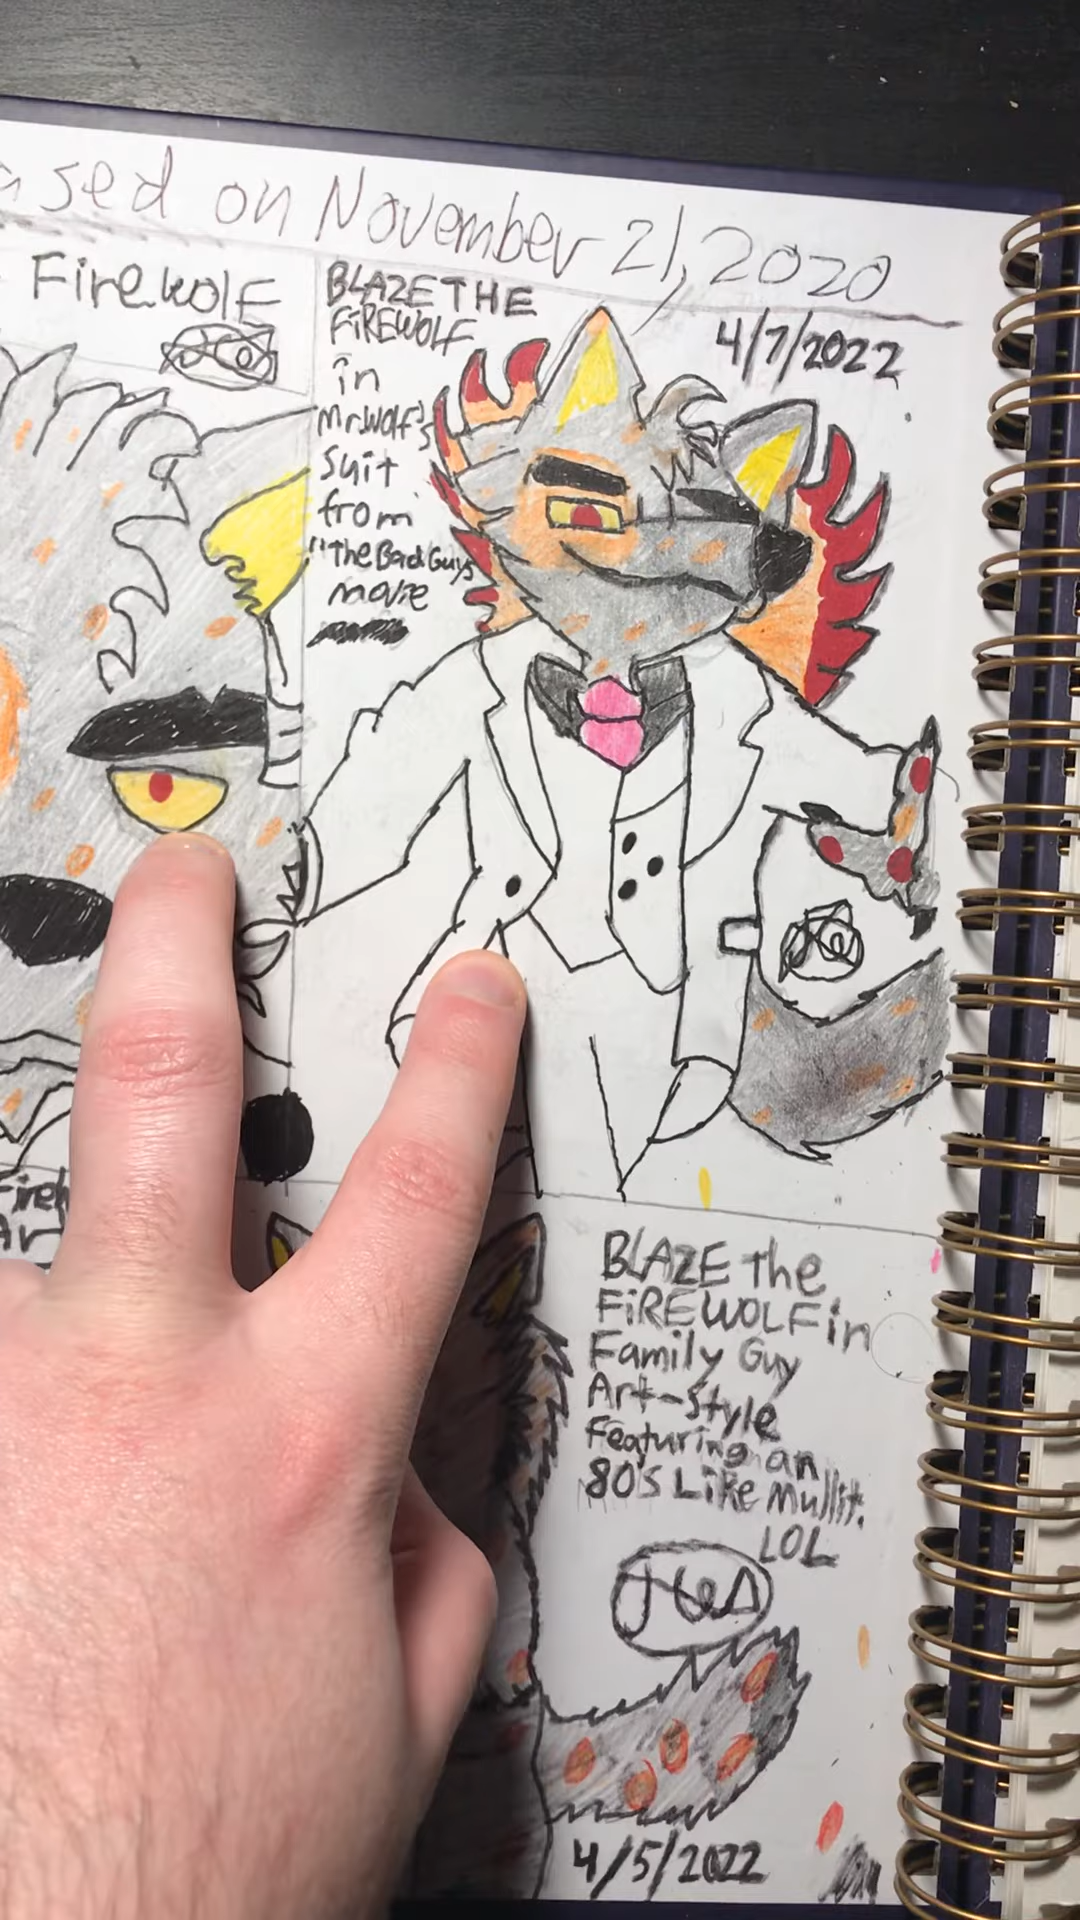 ased on November 21, 2020
Firewolf
BLAZE THE
FIREWOLF
in
Mr.Wolf's
Suit
from
"The Bad Guys
movie
4/7/2022
BLAZE the
FIREWOLF in
Family Guy
Art-Style
Featuring an
80's Like Mullit.
LOL
4/5/2022